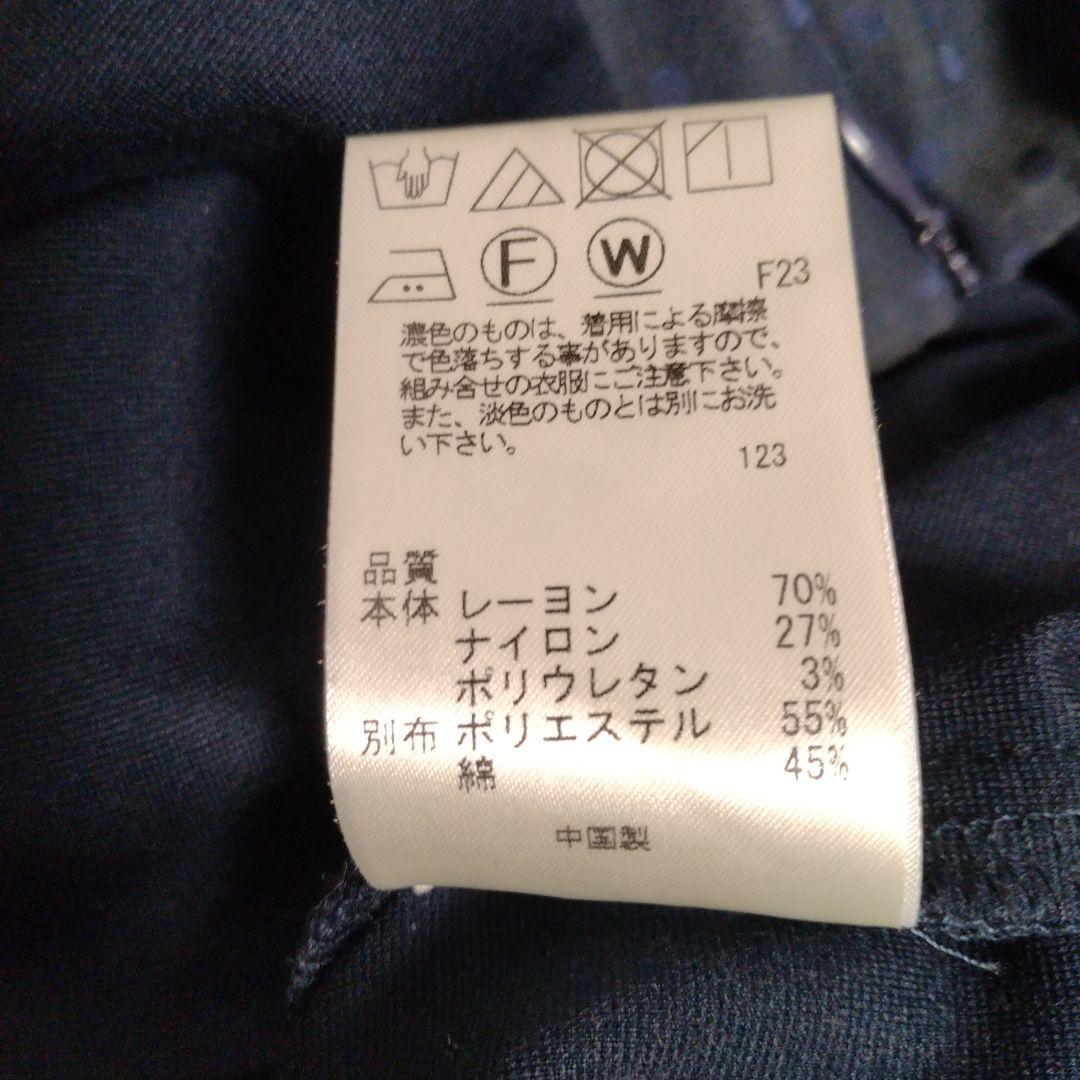 F W F23
濃色のものは、着用による摩擦
で色落ちする事がありますので、
組み合せの衣服にご注意下さい。
また、淡色のものとは別にお洗
い下さい。
123
品質
本体 レーヨン 70%
ナイロン 27%
ポリウレタン 3%
別布 ポリエステル 55%
綿 45%
中国製